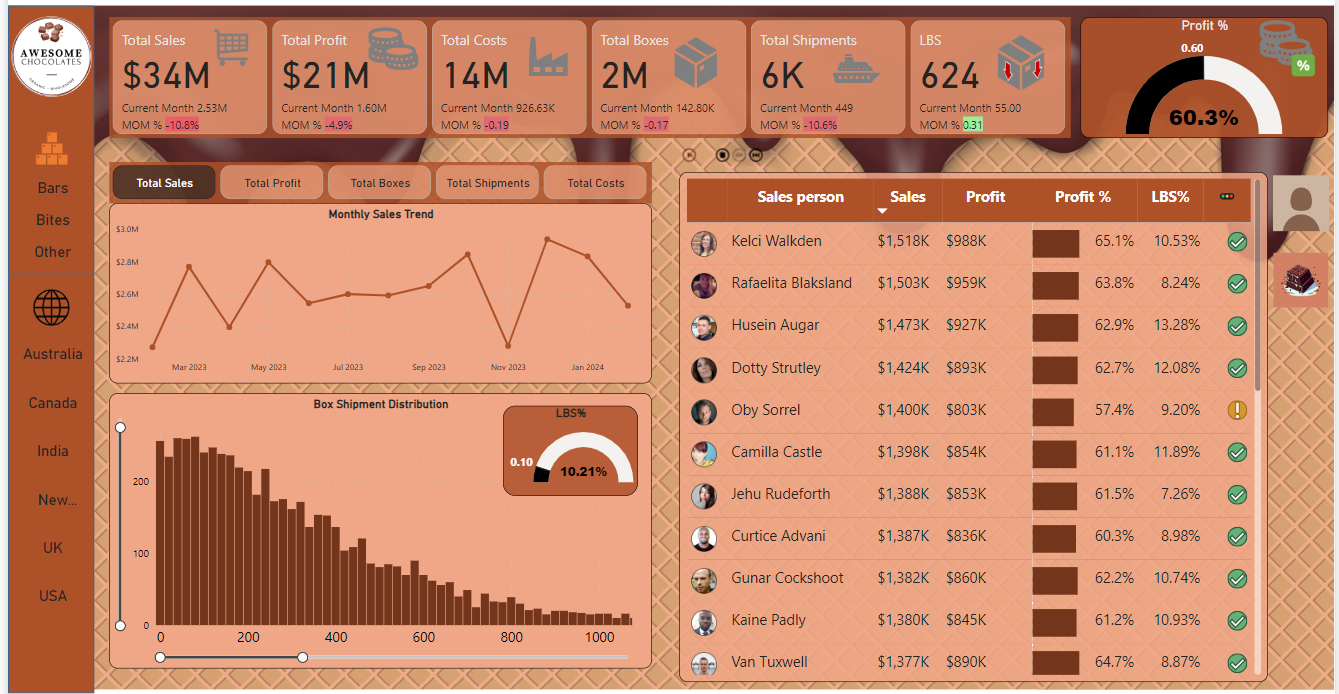 AWESOME
CHOCOLATES
Bars
Bites
Other
Australia
Canada
India
New...
UK
USA
Total Sales
$34M
Current Month 2.53M
MOM % -10.8%
Total Profit
$21M
Current Month 1.60M
MOM % -4.9%
Total Costs
14M
Current Month 926.63K
MOM % -0.19
Total Boxes
2M
Current Month 142.80K
MOM % -0.17
Total Shipments
6K
Current Month 449
MOM % -10.6%
LBS
624
Current Month 55.00
MOM % 0.31
Profit %
0.60
%
60.3%
Total Sales
Total Profit
Total Boxes
Total Shipments
Total Costs
Monthly Sales Trend
$3.0M
$2.8M
$2.6M
$2.4M
$2.2M
Mar 2023 May 2023 Jul 2023 Sep 2023 Nov 2023 Jan 2024
Box Shipment Distribution
LBS%
0.10
10.21%
200
100
0
0 200 400 600 800 1000
Sales person Sales Profit Profit % LBS%
Kelci Walkden $1,518K $988K 65.1% 10.53%
Rafaelita Blaksland $1,503K $959K 63.8% 8.24%
Husein Augar $1,473K $927K 62.9% 13.28%
Dotty Strutley $1,424K $893K 62.7% 12.08%
Oby Sorrel $1,400K $803K 57.4% 9.20%
Camilla Castle $1,398K $854K 61.1% 11.89%
Jehu Rudeforth $1,388K $853K 61.5% 7.26%
Curtice Advani $1,387K $836K 60.3% 8.98%
Gunar Cockshoot $1,382K $860K 62.2% 10.74%
Kaine Padly $1,380K $845K 61.2% 10.93%
Van Tuxwell $1,377K $890K 64.7% 8.87%